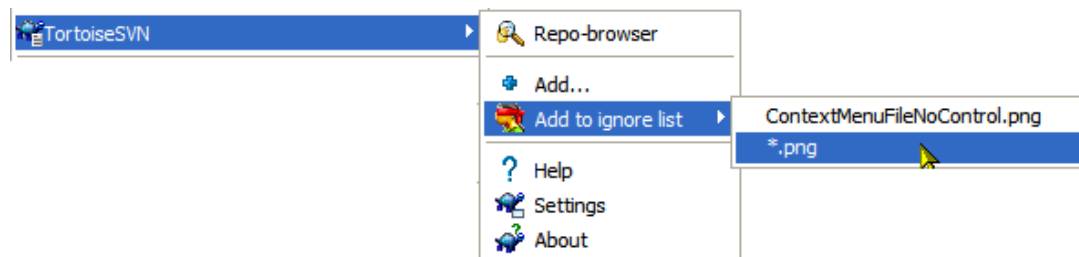 TortoiseSVN
Repo-browser
Add...
Add to ignore list
ContextMenuFileNoControl.png
*.png
Help
Settings
About